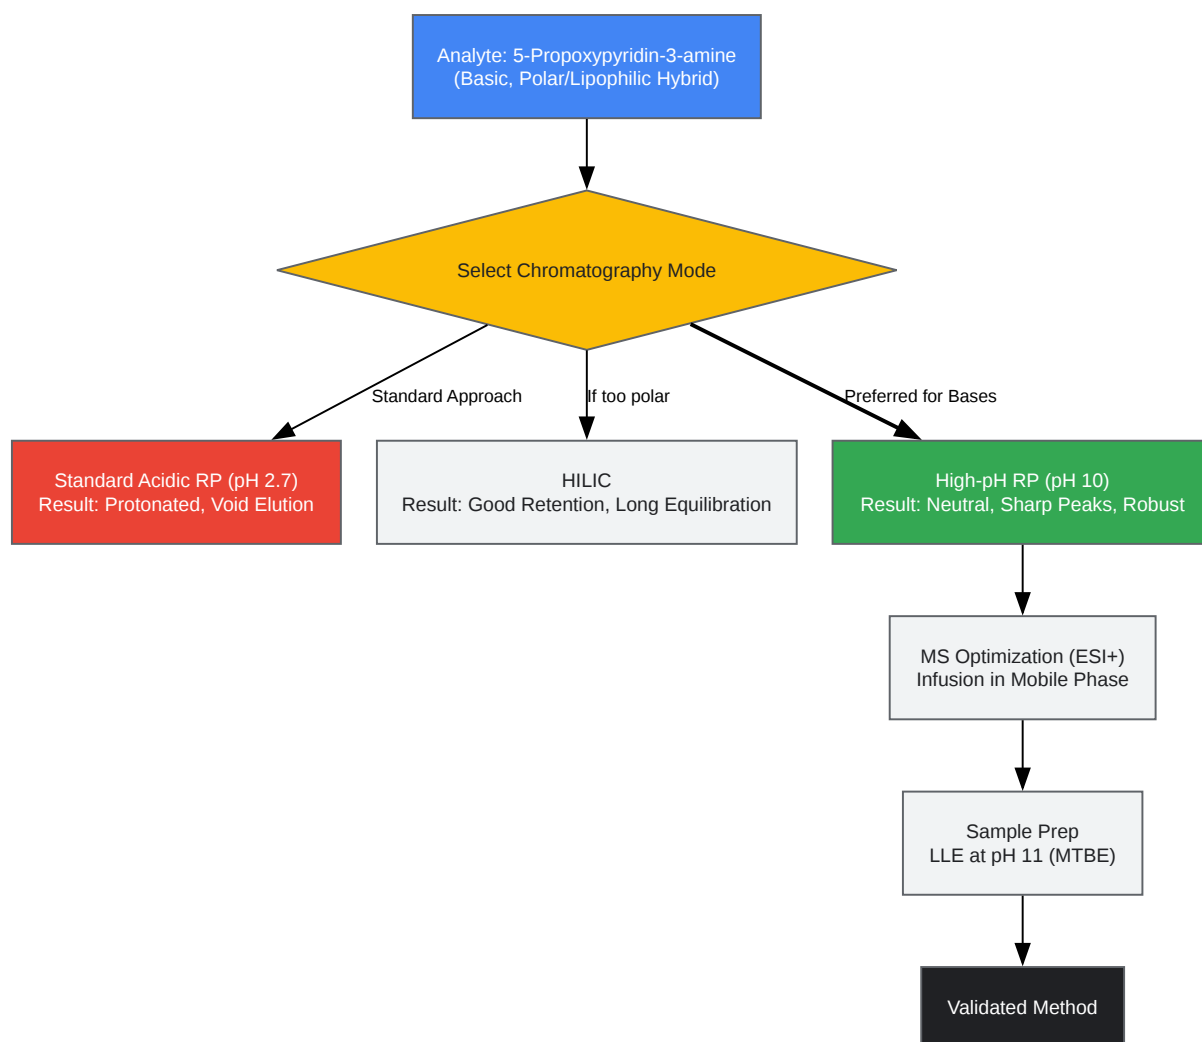 Analyte: 5-Propoxypyridin-3-amine
(Basic, Polar/Lipophilic Hybrid)
Select Chromatography Mode
Standard Approach
If too polar
Preferred for Bases
Standard Acidic RP (pH 2.7)
Result: Protonated, Void Elution
HILIC
Result: Good Retention, Long Equilibration
High-pH RP (pH 10)
Result: Neutral, Sharp Peaks, Robust
MS Optimization (ESI+)
Infusion in Mobile Phase
Sample Prep
LLE at pH 11 (MTBE)
Validated Method